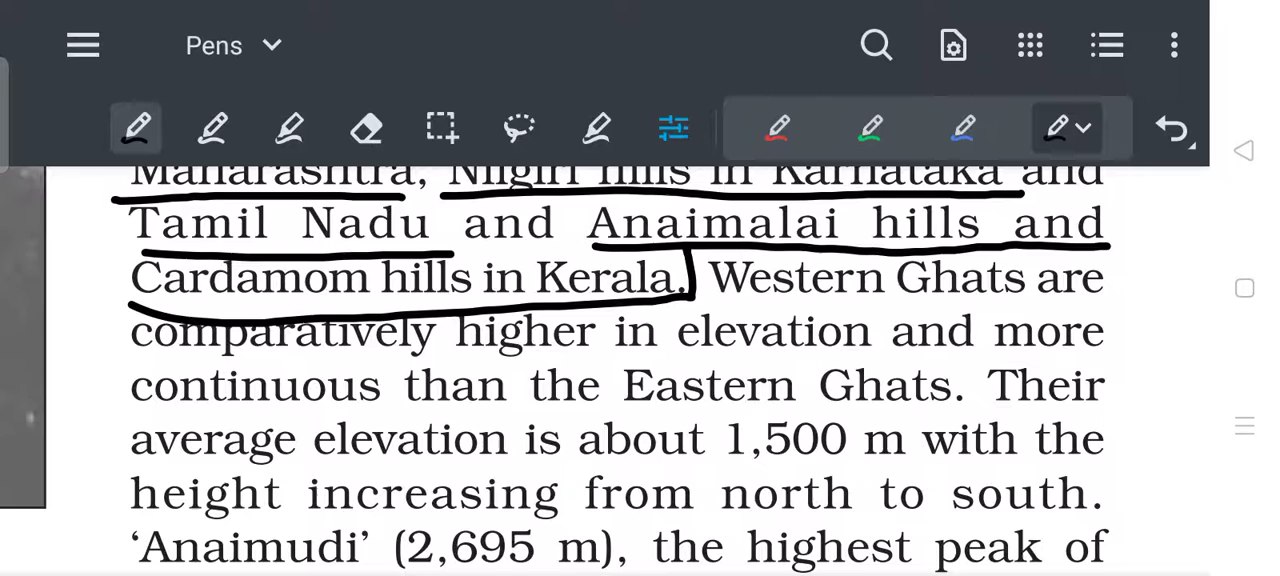 Pens
Maharashtra, Nilgiri hills in Karnataka and
Tamil Nadu and Anaimalai hills and
Cardamom hills in Kerala. Western Ghats are
comparatively higher in elevation and more
continuous than the Eastern Ghats. Their
average elevation is about 1,500 m with the
height increasing from north to south.
‘Anaimudi’ (2,695 m), the highest peak of